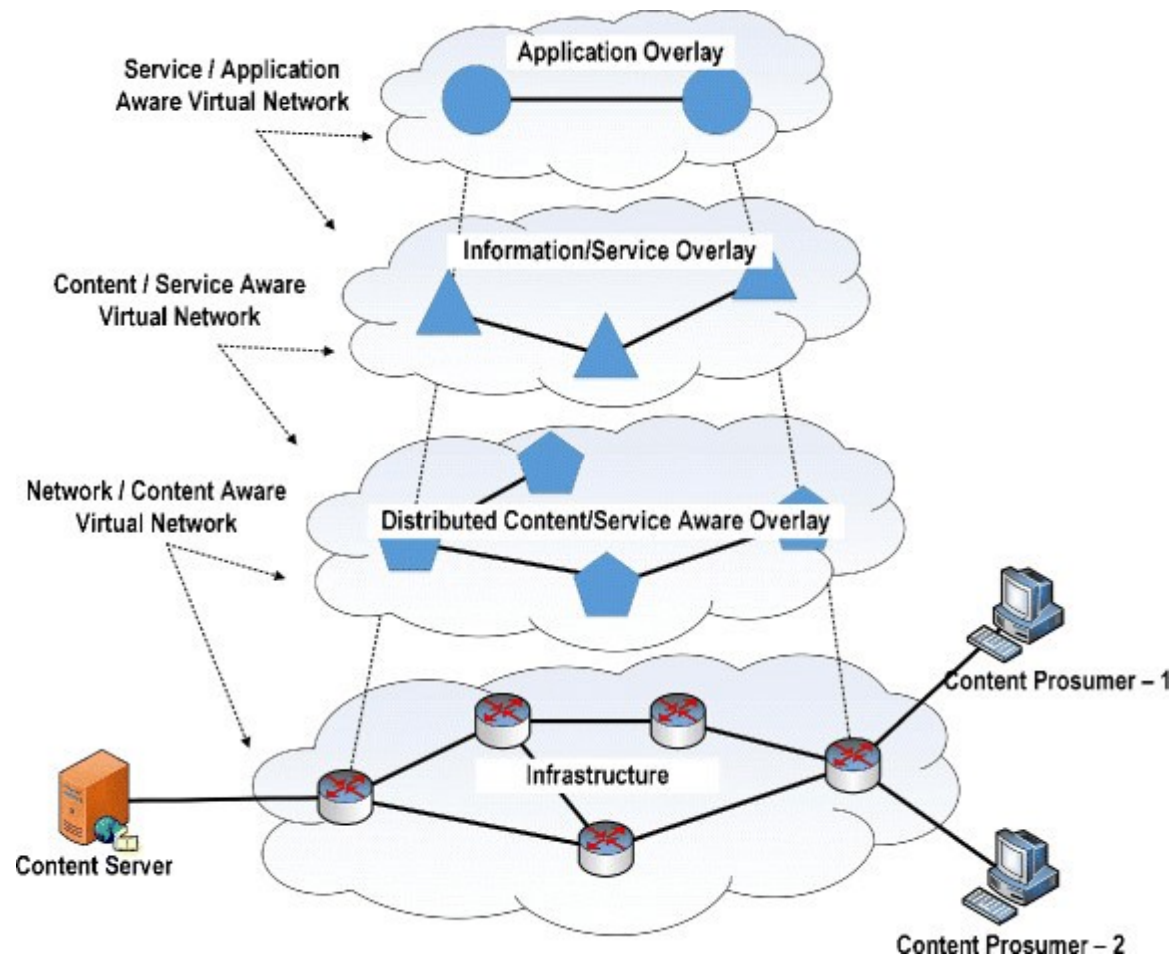 Application Overlay
Service / Application
Aware Virtual Network
Information/Service Overlay
Content / Service Aware
Virtual Network
Network / Content Aware
Virtual Network
Distributed Content/Service Aware Overlay
Content Prosumer – 1
Infrastructure
Content Server
Content Prosumer – 2